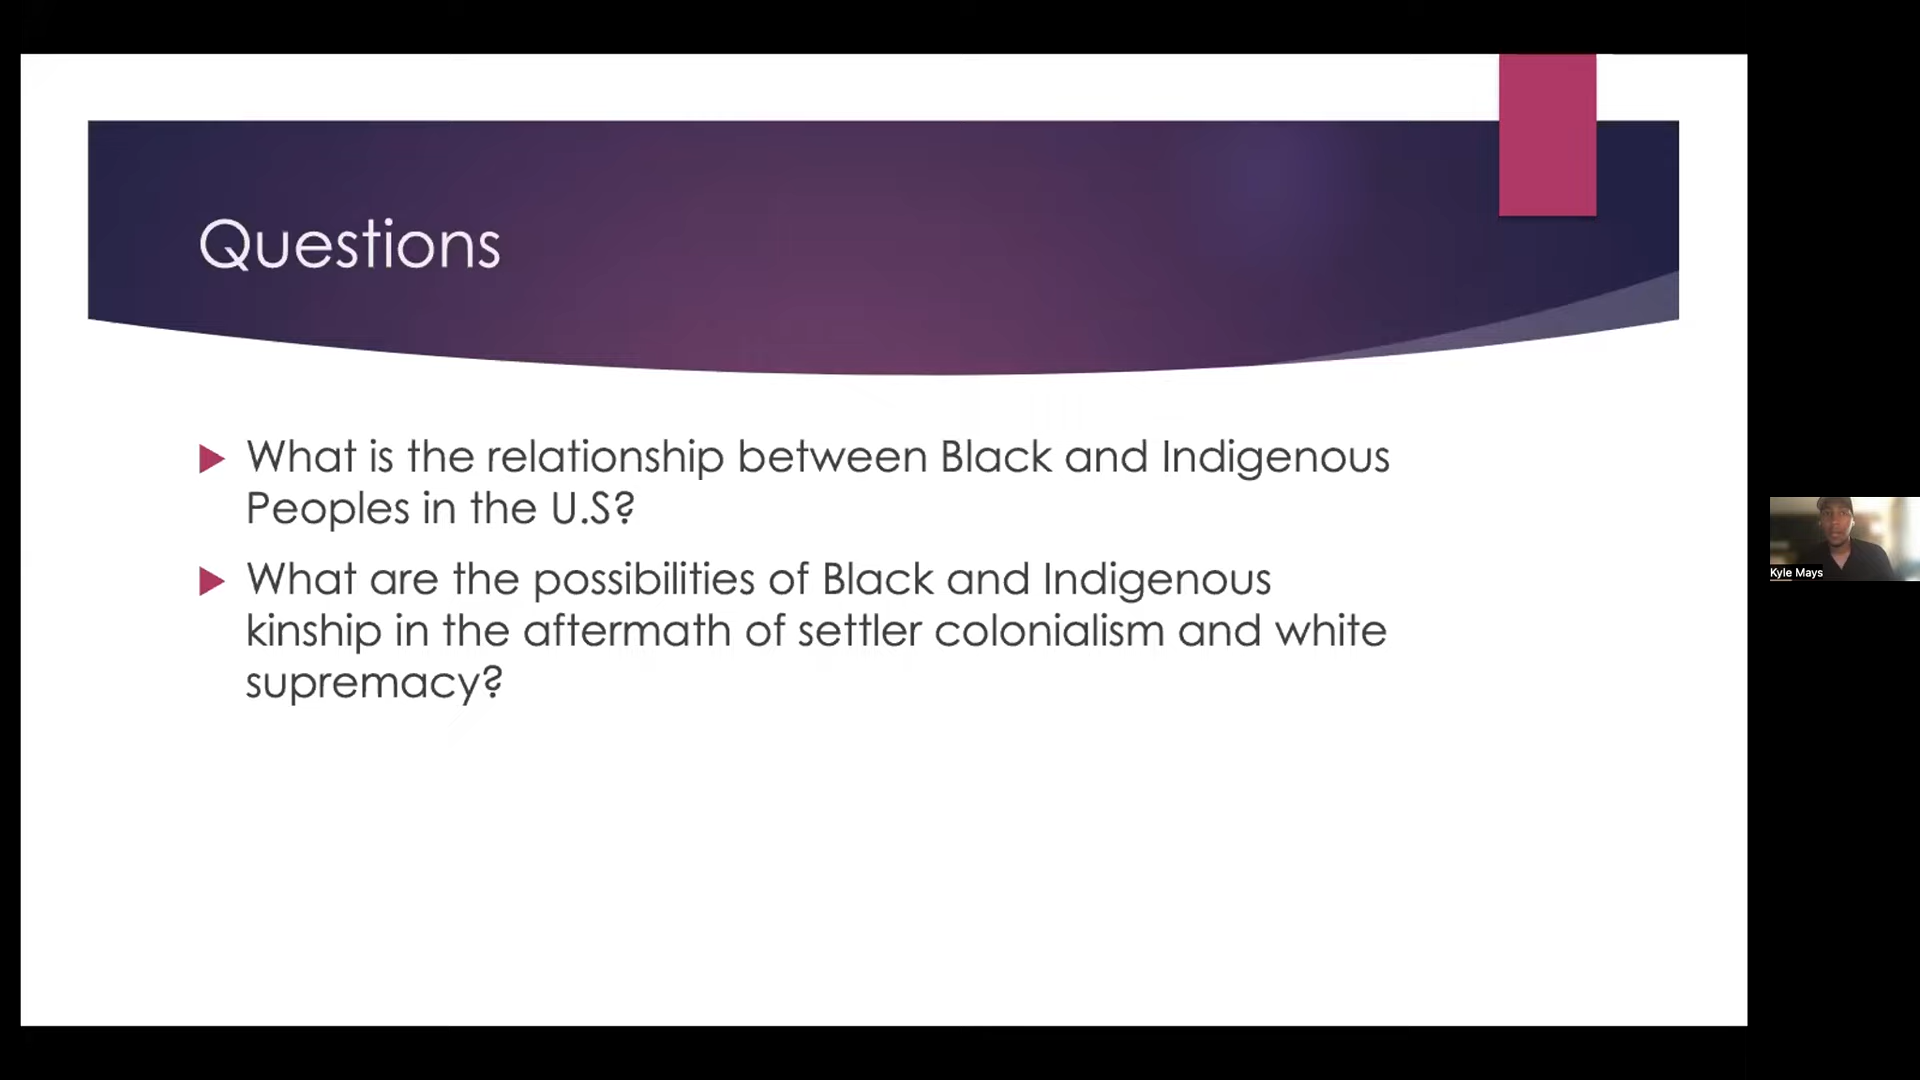 Questions
What is the relationship between Black and Indigenous
Peoples in the U.S?
What are the possibilities of Black and Indigenous
kinship in the aftermath of settler colonialism and white
supremacy?
Kyle Mays